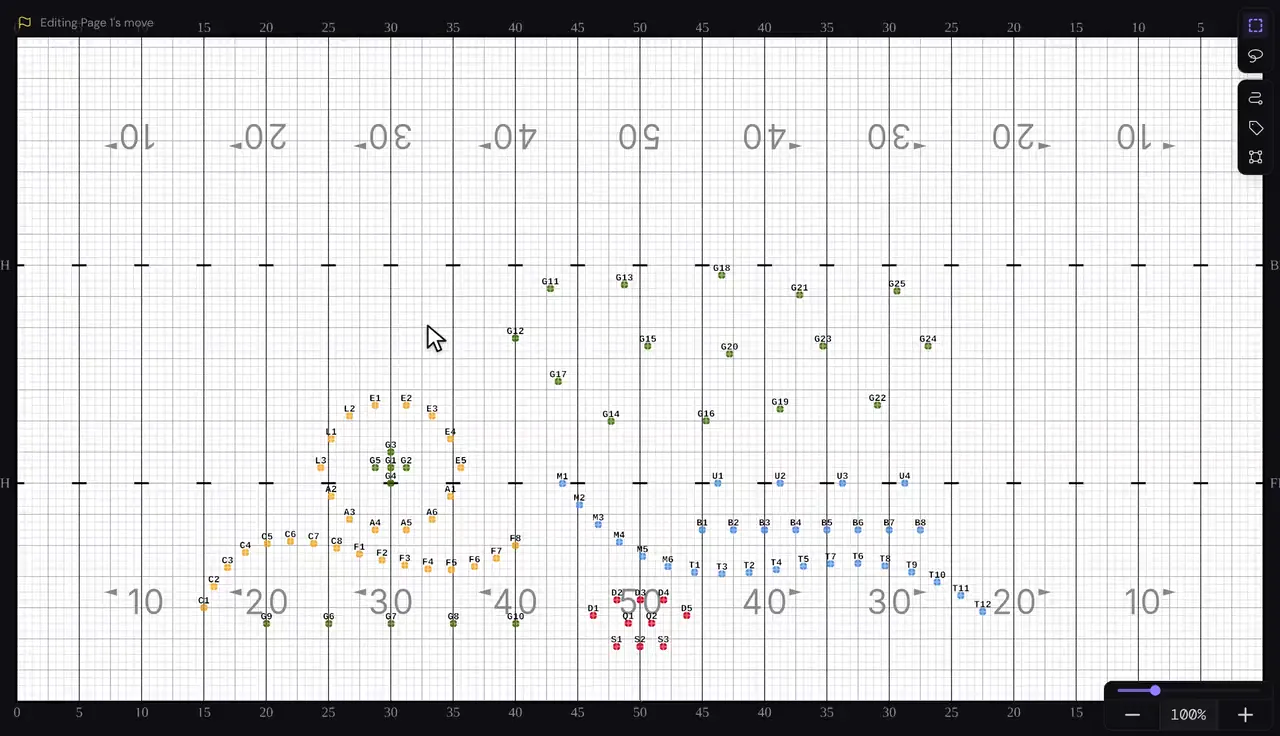 Editing Page 1's move
15 20 25 30 35 40 45 50 45 40 35 30 25 20 15 10 5
10 20 30 40 50 40 30 20 10
H B
G18
G13
G11 G25
G21
G12
G15 G23 G24
G20
G17
E1 E2 G22
G19
L2 E3
G14 G16
L1 E4
G3
L3 G5 G1 G2 E5
G4 M1 U1 U2 U3 U4
H F
A2 A1
M2
A3 A6
M3
A4 A5 B1 B2 B3 B4 B5 B6 B7 B8
C6 C5 C7 F8
M4
C4 C8
F1 M5
C3 F2 F3 F4 F5 F6 F7 M6 T1 T3 T2 T4 T5 T7 T6 T8 T9
C2 T10
D2 D3 D4 T11
C1 10 20 30 40 50 40 30 20 10
D1 D5 T12
G9 G6 G7 G8 G10 Q1 Q2
S1 S2 S3
0 5 10 15 20 25 30 35 40 45 50 45 40 35 30 25 20 15
100%